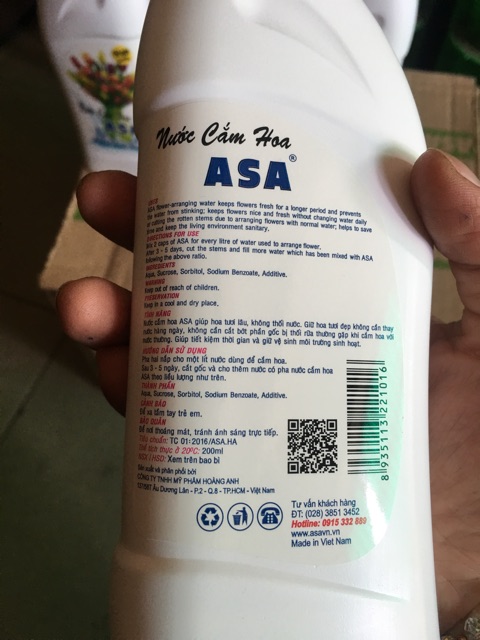 Nước Cắm Hoa
ASA®
USES
ASA flower-arranging water keeps flowers fresh for a longer period and prevents
the water from stinking; keeps flowers nice and fresh without changing water daily
or cutting the rotten stems due to arranging flowers with normal water; helps to save
time and keep the living environment sanitary.
DIRECTIONS FOR USE
Mix 2 caps of ASA for every litre of water used to arrange flower.
After 3 - 5 days, cut the stems and fill more water which has been mixed with ASA
following the above ratio.
INGREDIENTS
Aqua, Sucrose, Sorbitol, Sodium Benzoate, Additive.
WARNING
Keep out of reach of children.
PRESERVATION
Keep in a cool and dry place.
TÍNH NĂNG
Nước cắm hoa ASA giúp hoa tươi lâu, không thối nước. Giữ hoa tươi đẹp không cần thay
nước hàng ngày, không cần cắt bớt phần gốc bị thối rữa thường gặp khi cắm hoa với
nước thường. Giúp tiết kiệm thời gian và giữ vệ sinh môi trường sinh hoạt.
HƯỚNG DẪN SỬ DỤNG
Pha hai nắp cho một lít nước dùng để cắm hoa.
Sau 3 - 5 ngày, cắt gốc và cho thêm nước có pha nước cắm hoa
ASA theo liều lượng như trên.
THÀNH PHẦN
Aqua, Sucrose, Sorbitol, Sodium Benzoate, Additive.
CẢNH BÁO
Để xa tầm tay trẻ em.
BẢO QUẢN
Để nơi thoáng mát, tránh ánh sáng trực tiếp.
Tiêu chuẩn: TC 01:2016/ASA.HA
Thể tích thực ở 20°C: 200ml
NSX / HSD: Xem trên bao bì
Sản xuất và phân phối bởi
CÔNG TY TNHH MỸ PHẨM HOÀNG ANH
Âu Dương Lân - P.2 - Q.8 - TP.HCM - Việt Nam
8935113221016
Tư vấn khách hàng
ĐT: (028) 3851 3452
Hotline: 0915 332 889
www.asavn.vn
Made in Viet Nam